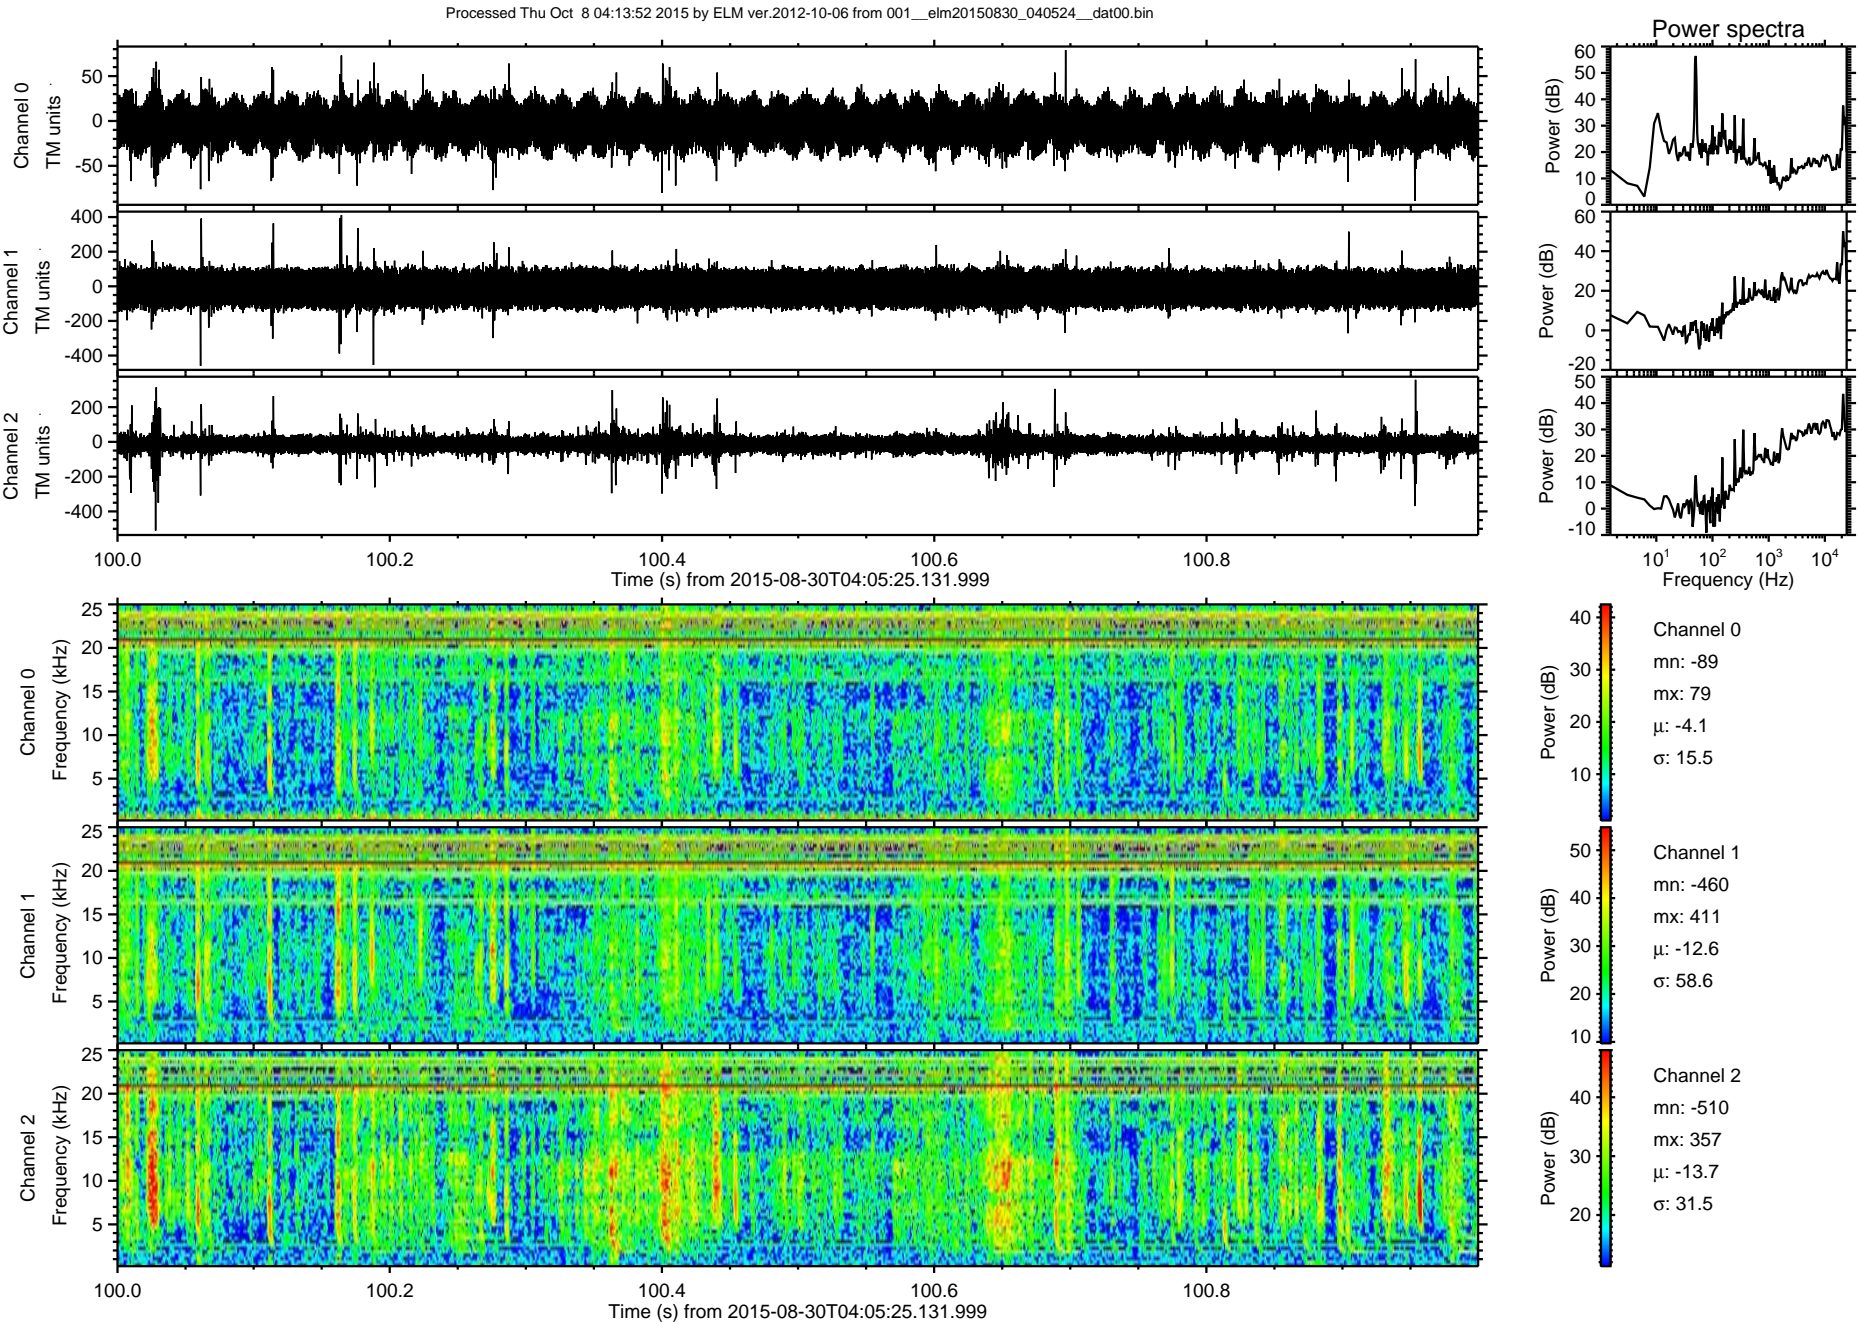 Processed Thu Oct  8 04:13:52 2015 by ELM ver.2012-10-06 from 001__elm20150830_040524__dat00.bin
Power spectra
Channel 0
TM units
50
0
-50
Power (dB)
60
50
40
30
20
10
0
Channel 1
TM units
400
200
0
-200
-400
Power (dB)
60
40
20
0
-20
Channel 2
TM units
200
0
-200
-400
Power (dB)
50
40
30
20
10
0
-10
100.0 100.2 100.4 100.6 100.8
Time (s) from 2015-08-30T04:05:25.131.999
10^1 10^2 10^3 10^4
Frequency (Hz)
Channel 0
Frequency (kHz)
25
20
15
10
5
Power (dB)
40
30
20
10
Channel 0
mn: -89
mx: 79
μ: -4.1
σ: 15.5
Channel 1
Frequency (kHz)
25
20
15
10
5
Power (dB)
50
40
30
20
10
Channel 1
mn: -460
mx: 411
μ: -12.6
σ: 58.6
Channel 2
Frequency (kHz)
25
20
15
10
5
Power (dB)
40
30
20
Channel 2
mn: -510
mx: 357
μ: -13.7
σ: 31.5
100.0 100.2 100.4 100.6 100.8
Time (s) from 2015-08-30T04:05:25.131.999